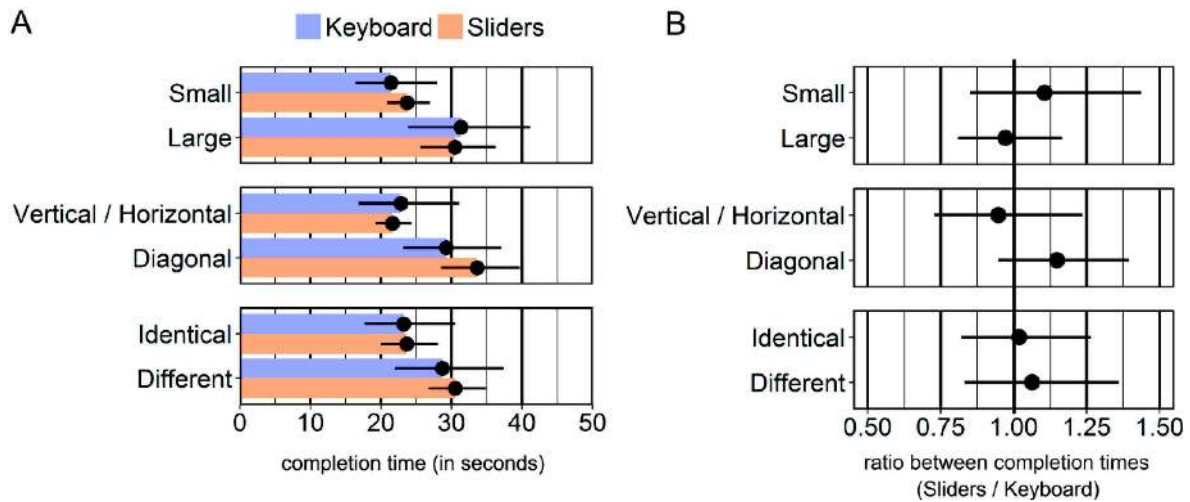 A
Keyboard Sliders
Small
Large
Vertical / Horizontal
Diagonal
Identical
Different
0 10 20 30 40 50
completion time (in seconds)
B
Small
Large
Vertical / Horizontal
Diagonal
Identical
Different
0.50 0.75 1.00 1.25 1.50
ratio between completion times
(Sliders / Keyboard)